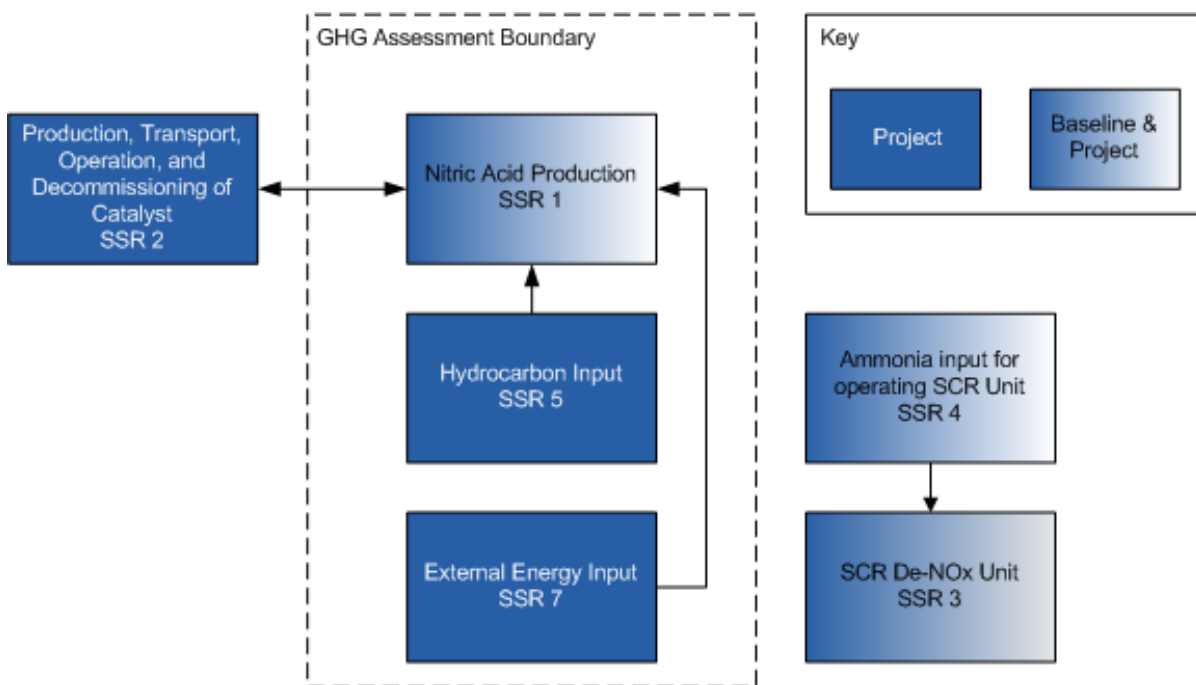 GHG Assessment Boundary
Key
Project
Baseline &
Project
Production, Transport,
Operation, and
Decommissioning of
Catalyst
SSR 2
Nitric Acid Production
SSR 1
Hydrocarbon Input
SSR 5
Ammonia input for
operating SCR Unit
SSR 4
External Energy Input
SSR 7
SCR De-NOx Unit
SSR 3